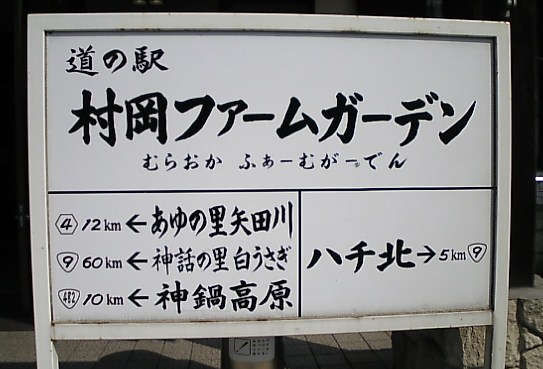 道の駅
村岡ファームガーデン
むらおか ふぁーむがーでん
4 12km ← あゆの里矢田川
9 60km ← 神話の里白うさぎ
482 10km ← 神鍋高原
ハチ北 → 5km 9